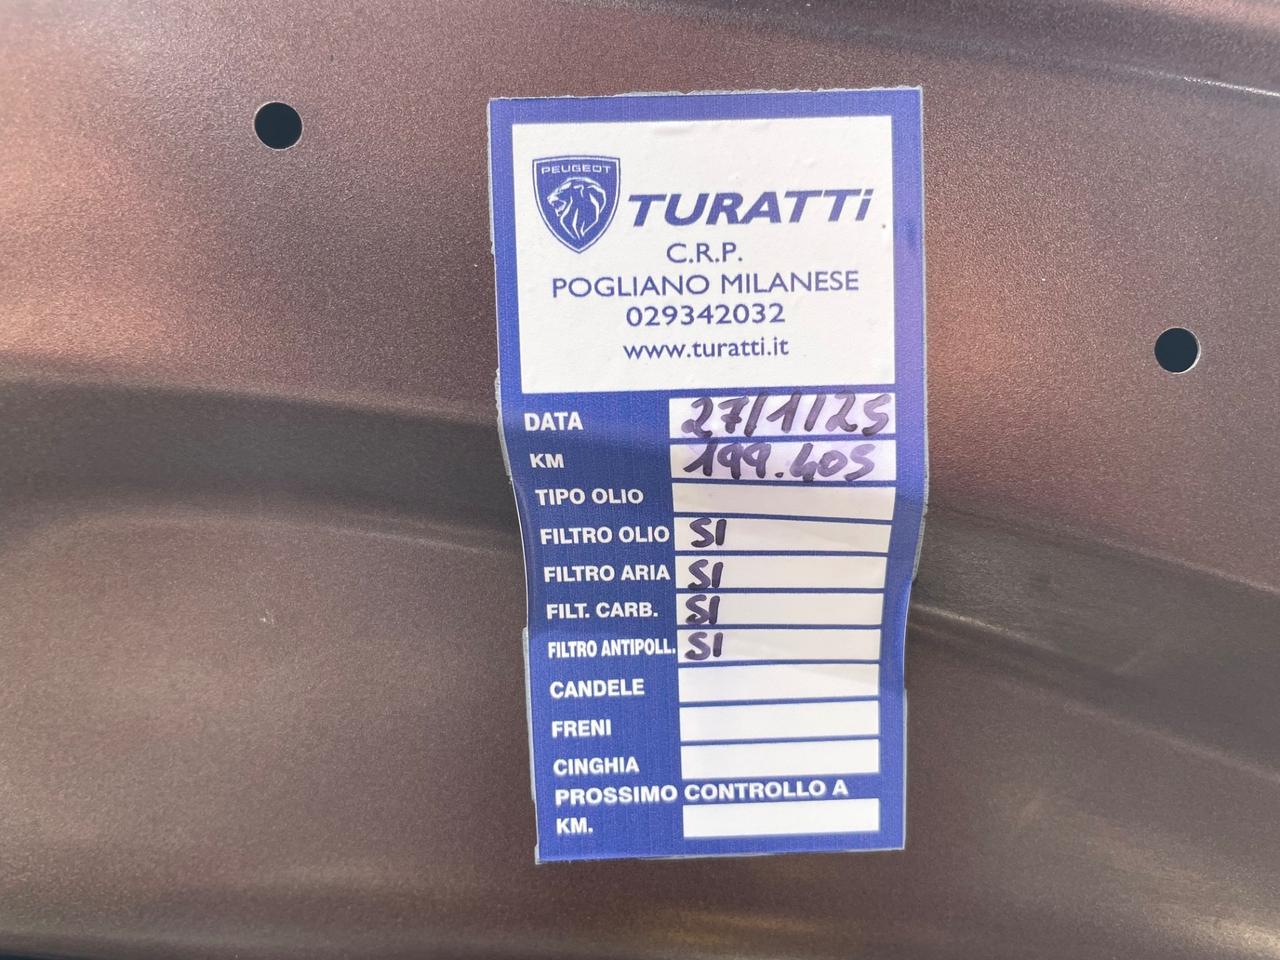 PEUGEOT
TURATTi
C.R.P.
POGLIANO MILANESE
029342032
www.turatti.it
DATA 27/1/25
KM 199.405
TIPO OLIO
FILTRO OLIO SI
FILTRO ARIA SI
FILT. CARB. SI
FILTRO ANTIPOLL. SI
CANDELE
FRENI
CINGHIA
PROSSIMO CONTROLLO A
KM.